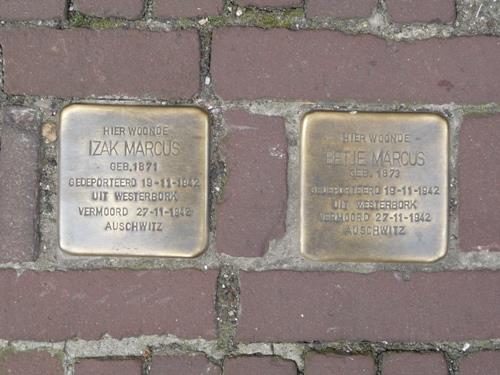 HIER WOONDE
IZAK MARCUS
GEB.1871
GEDEPORTEERD 19-11-1942
UIT WESTERBORK
VERMOORD 27-11-1942
AUSCHWITZ
HIER WOONDE
BETJE MARCUS
GEB. 1873
GEDEPORTEERD 19-11-1942
UIT WESTERBORK
VERMOORD 27-11-1942
AUSCHWITZ